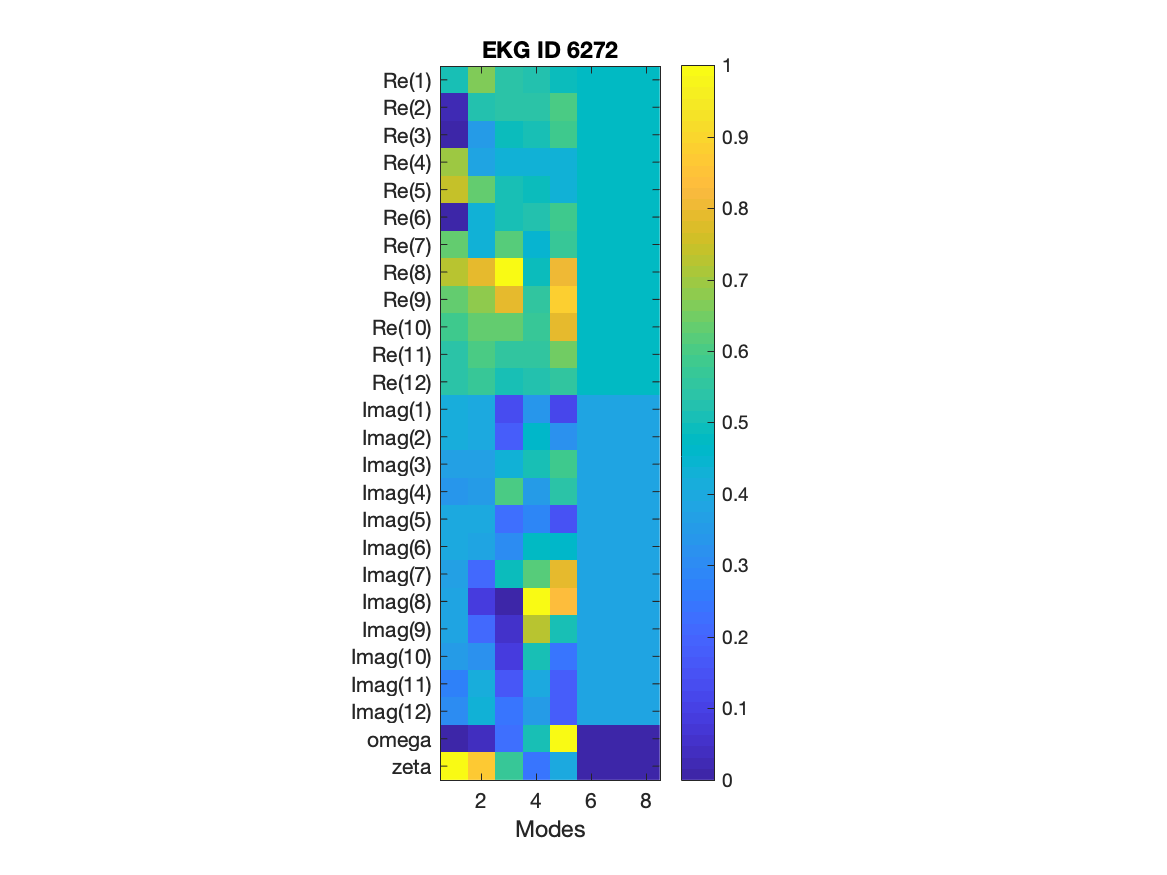 EKG ID 6272
Re(1)
Re(2)
Re(3)
Re(4)
Re(5)
Re(6)
Re(7)
Re(8)
Re(9)
Re(10)
Re(11)
Re(12)
Imag(1)
Imag(2)
Imag(3)
Imag(4)
Imag(5)
Imag(6)
Imag(7)
Imag(8)
Imag(9)
Imag(10)
Imag(11)
Imag(12)
omega
zeta
2 4 6 8
Modes
1
0.9
0.8
0.7
0.6
0.5
0.4
0.3
0.2
0.1
0